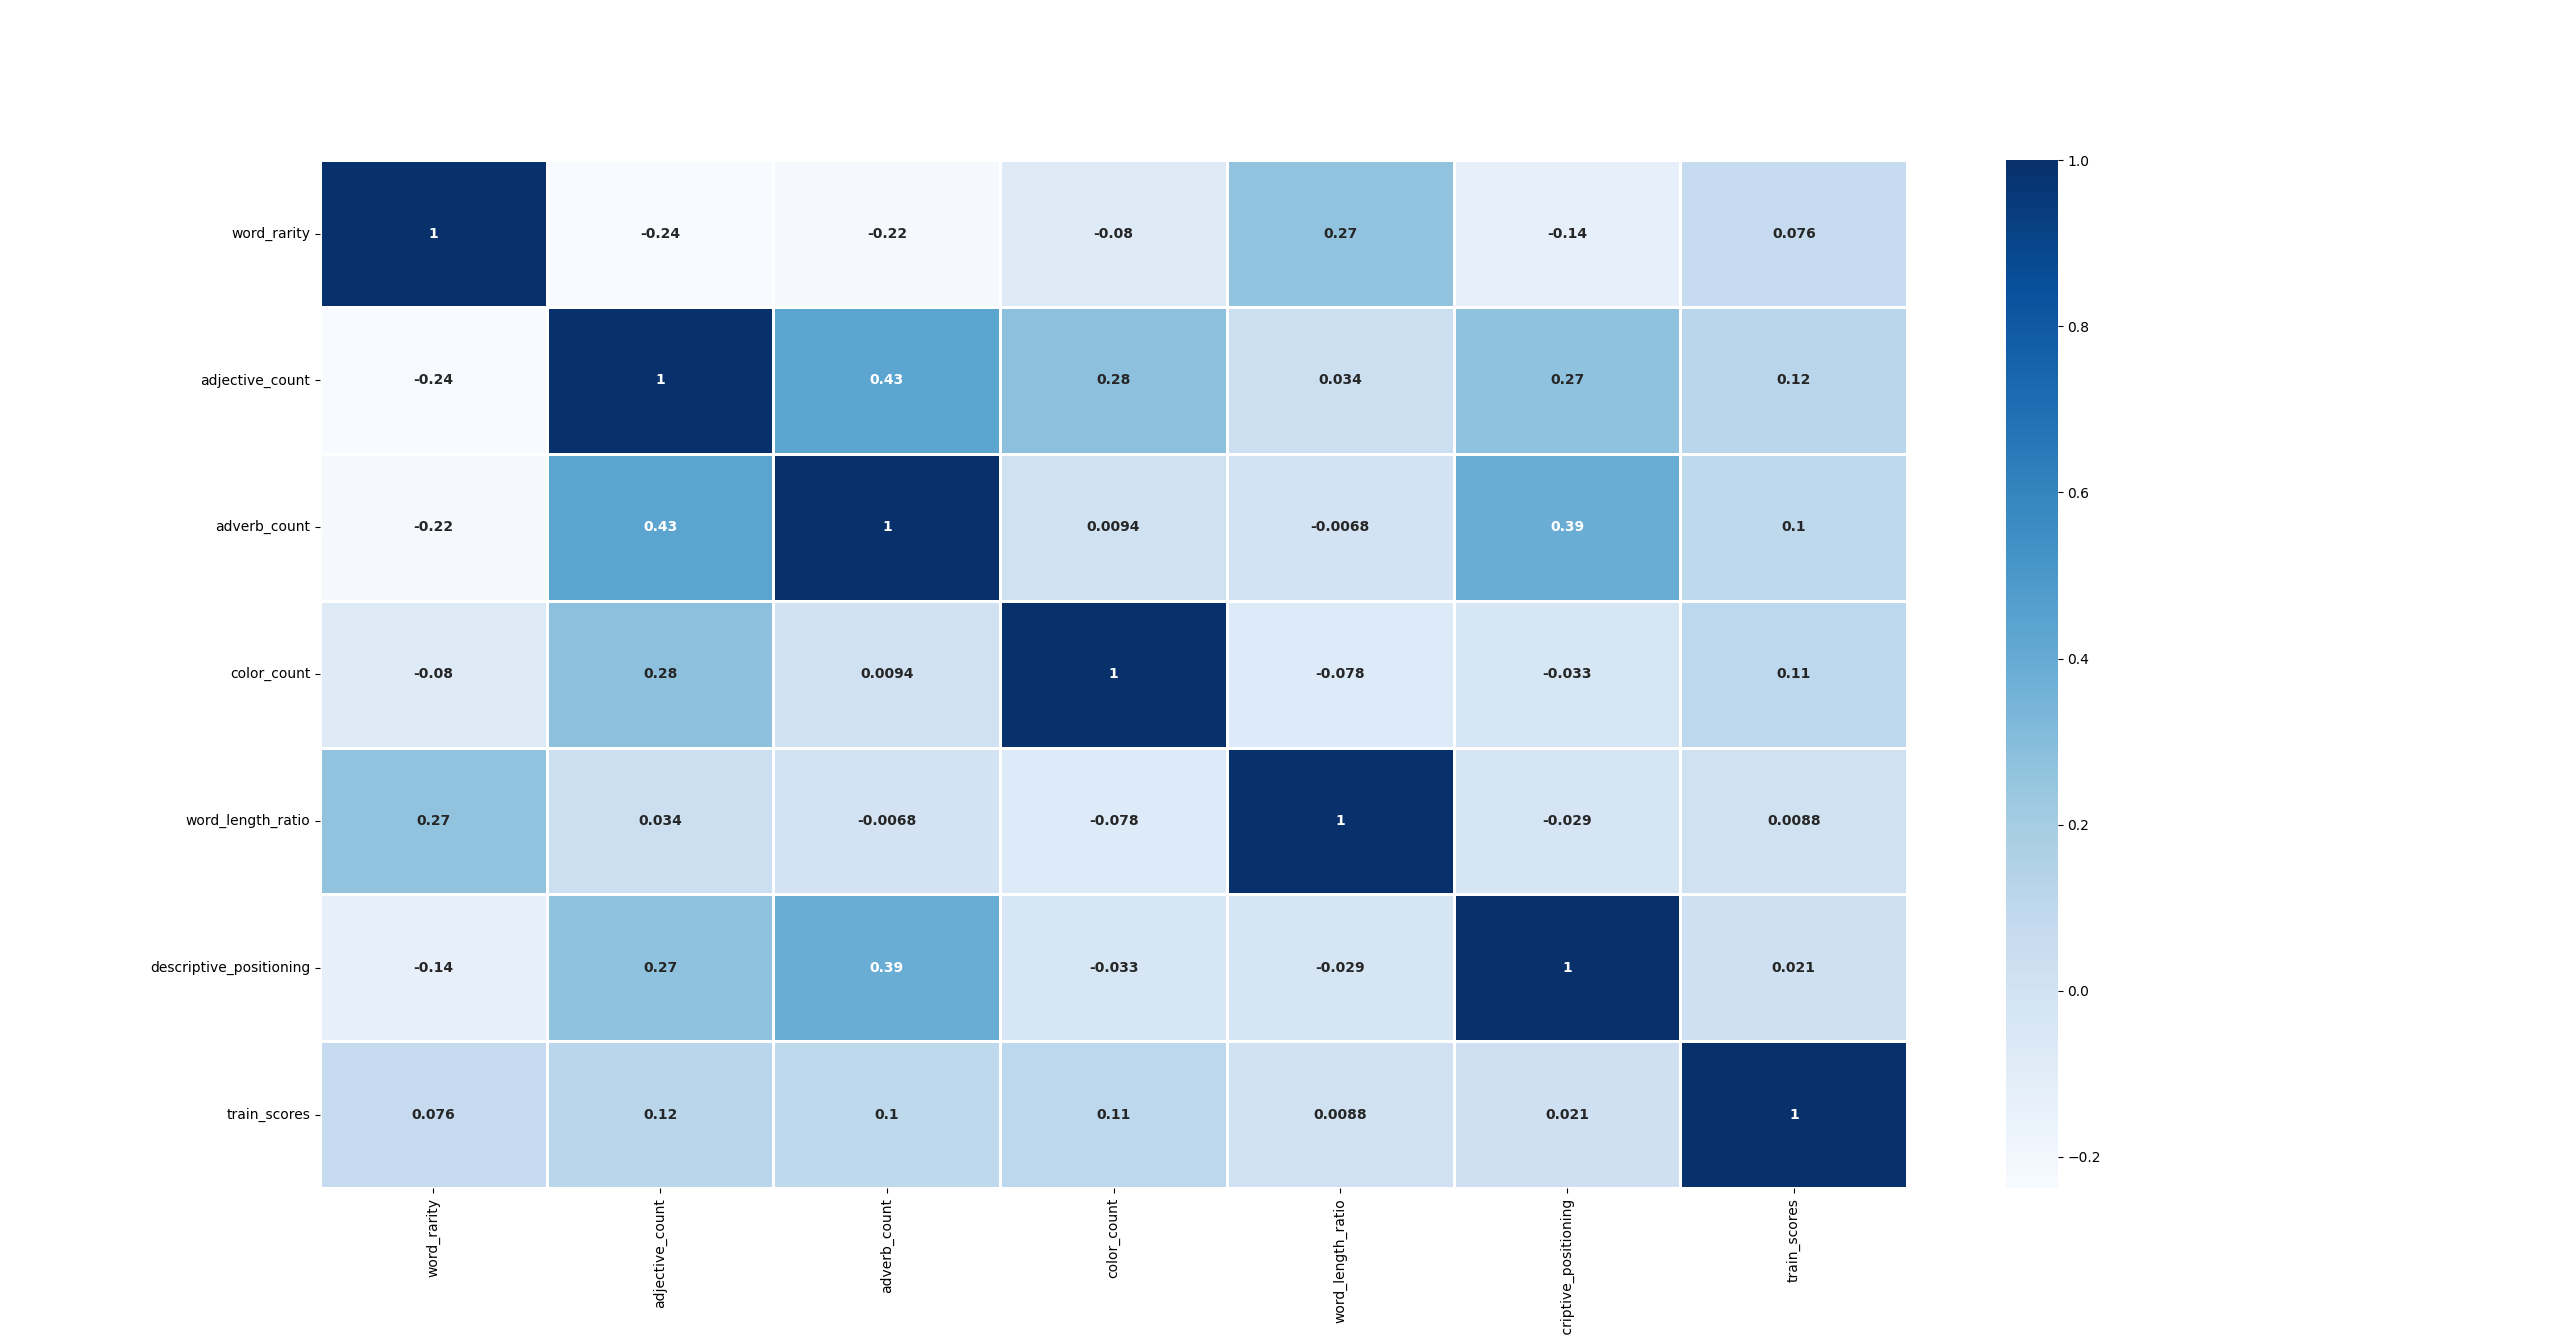 word_rarity 1 -0.24 -0.22 -0.08 0.27 -0.14 0.076
adjective_count -0.24 1 0.43 0.28 0.034 0.27 0.12
adverb_count -0.22 0.43 1 0.0094 -0.0068 0.39 0.1
color_count -0.08 0.28 0.0094 1 -0.078 -0.033 0.11
word_length_ratio 0.27 0.034 -0.0068 -0.078 1 -0.029 0.0088
descriptive_positioning -0.14 0.27 0.39 -0.033 -0.029 1 0.021
train_scores 0.076 0.12 0.1 0.11 0.0088 0.021 1
word_rarity
adjective_count
adverb_count
color_count
word_length_ratio
criptive_positioning
train_scores
1.0
0.8
0.6
0.4
0.2
0.0
−0.2